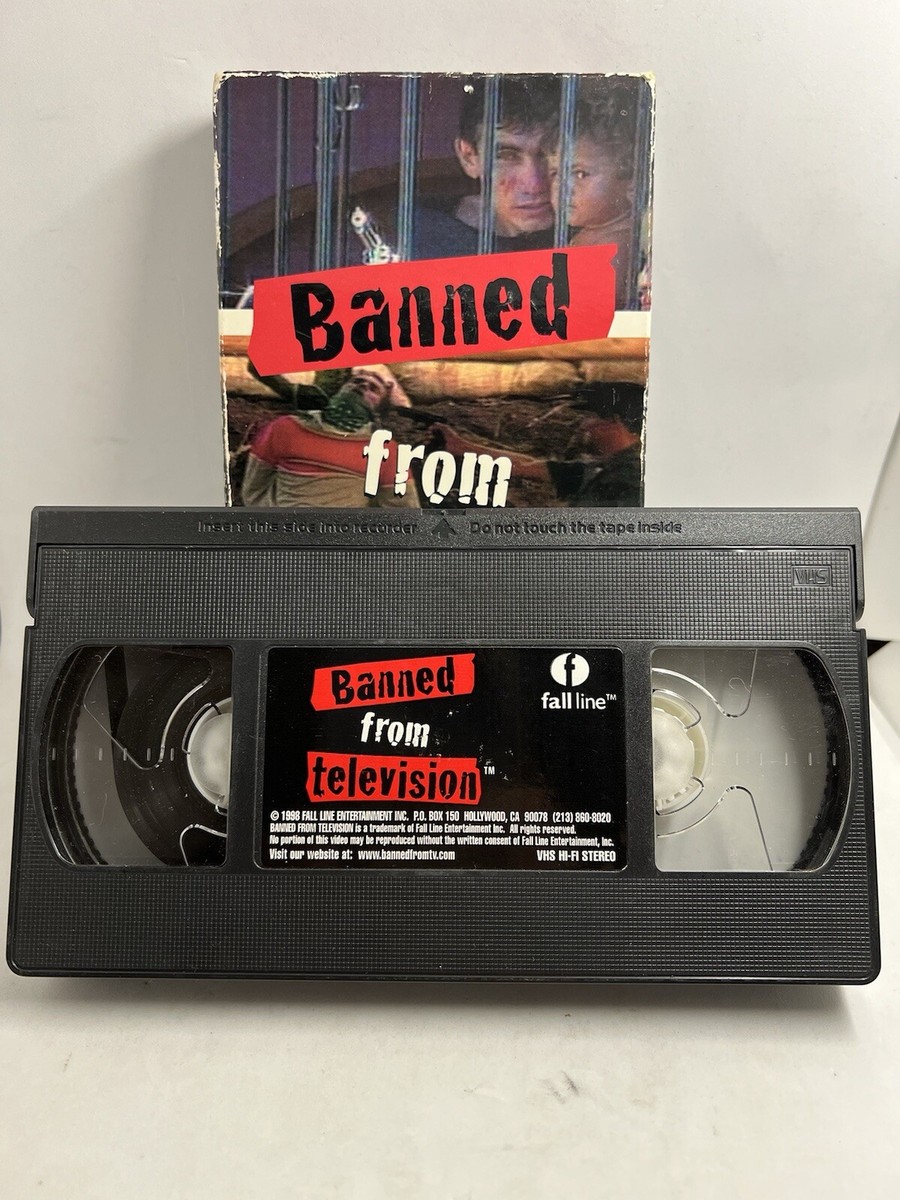 Banned
from
Insert this side into recorder Do not touch the tape inside
VHS
Banned
from
television™
f
fall line™
© 1998 FALL LINE ENTERTAINMENT INC. P.O. BOX 150 HOLLYWOOD, CA 90078 (213) 860-8020
BANNED FROM TELEVISION is a trademark of Fall Line Entertainment Inc. All rights reserved.
No portion of this video may be reproduced without the written consent of Fall Line Entertainment, Inc.
Visit our website at: www.bannedfromtv.com VHS HI-FI STEREO